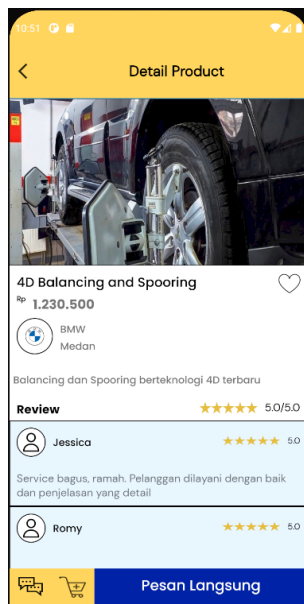 10:51
Detail Product
4D Balancing and Spooring
Rp 1.230.500
BMW
Medan
Balancing dan Spooring berteknologi 4D terbaru
Review 5.0/5.0
Jessica 5.0
Service bagus, ramah. Pelanggan dilayani dengan baik
dan penjelasan yang detail
Romy 5.0
Pesan Langsung